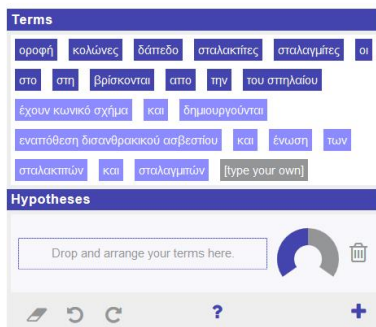 Terms
οροφή κολώνες δάπεδο σταλακτίτες σταλαγμίτες οι
στο στη βρίσκονται απο την του σπηλαίου
έχουν κωνικό σχήμα και δημιουργούνται
εναπόθεση δισανθρακικού ασβεστίου και ένωση των
σταλακτιτών και σταλαγμιτών [type your own]
Hypotheses
Drop and arrange your terms here.
?